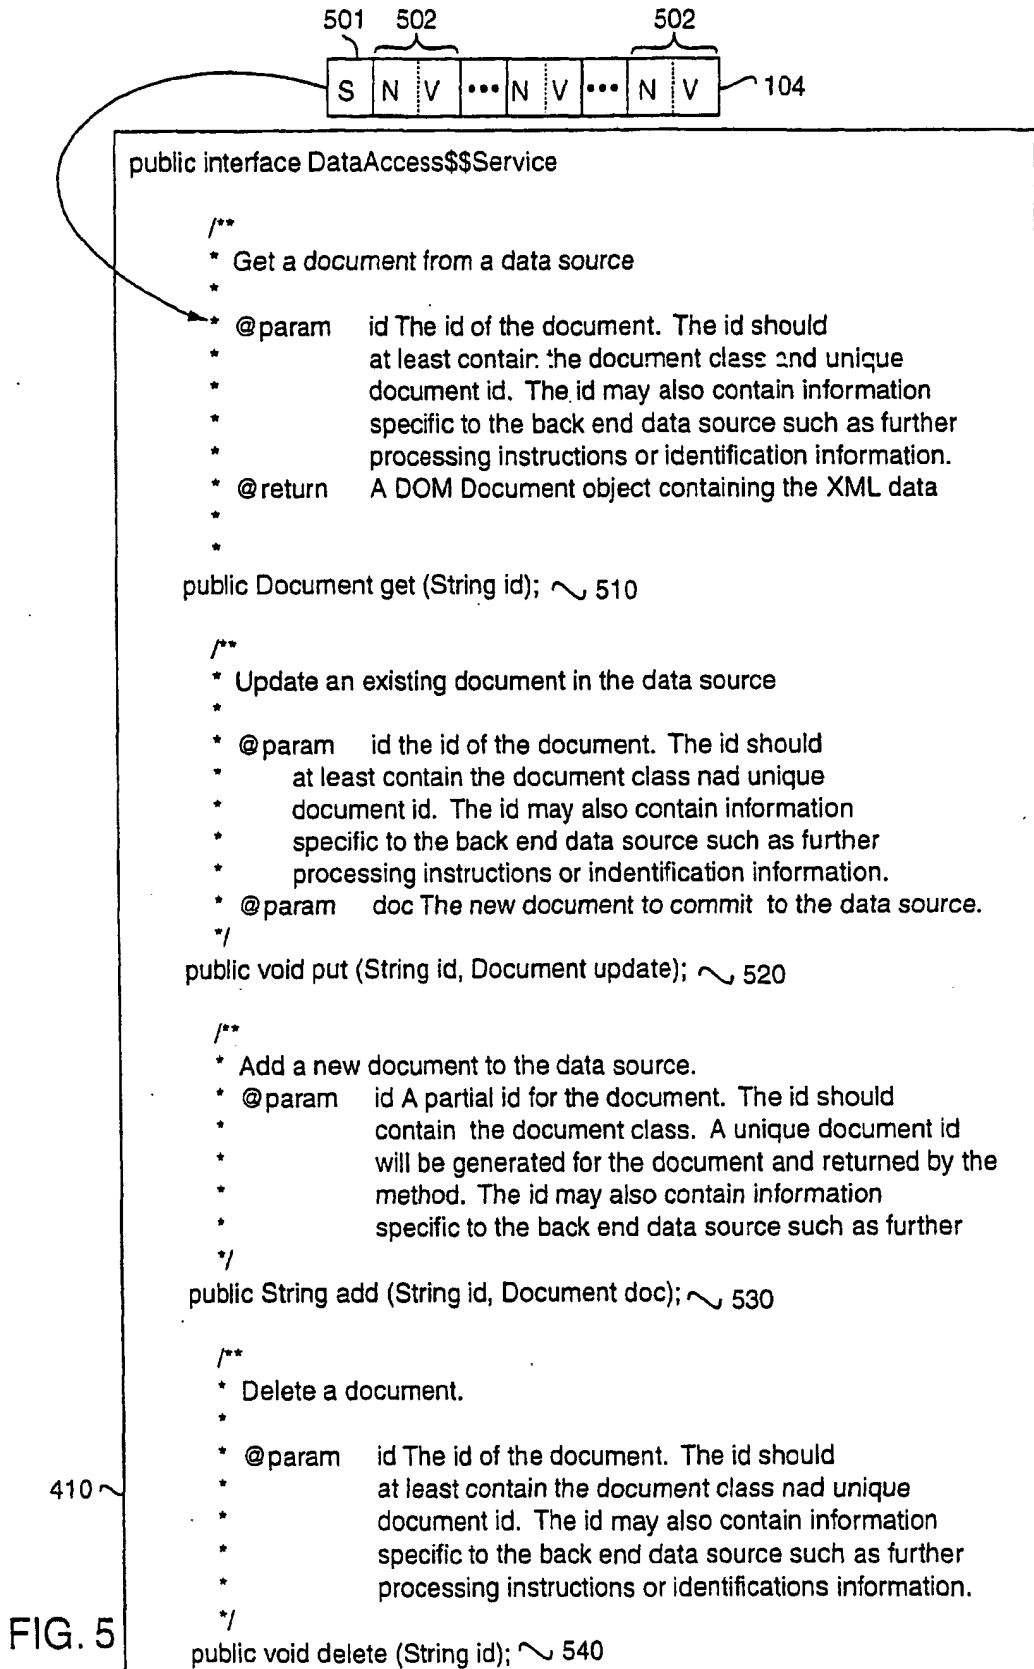 501 502 502
S N V ••• N V ••• N V 104
public interface DataAccess$$Service
/**
* Get a document from a data source
*
* @param id The id of the document. The id should
* at least contain the document class and unique
* document id. The id may also contain information
* specific to the back end data source such as further
* processing instructions or identification information.
* @return A DOM Document object containing the XML data
*
*
public Document get (String id); 510
/**
* Update an existing document in the data source
*
* @param id the id of the document. The id should
* at least contain the document class nad unique
* document id. The id may also contain information
* specific to the back end data source such as further
* processing instructions or indentification information.
* @param doc The new document to commit to the data source.
*/
public void put (String id, Document update); 520
/**
* Add a new document to the data source.
* @param id A partial id for the document. The id should
* contain the document class. A unique document id
* will be generated for the document and returned by the
* method. The id may also contain information
* specific to the back end data source such as further
*/
public String add (String id, Document doc); 530
/**
* Delete a document.
*
* @param id The id of the document. The id should
410 * at least contain the document class nad unique
* document id. The id may also contain information
* specific to the back end data source such as further
* processing instructions or identifications information.
*/
FIG. 5
public void delete (String id); 540